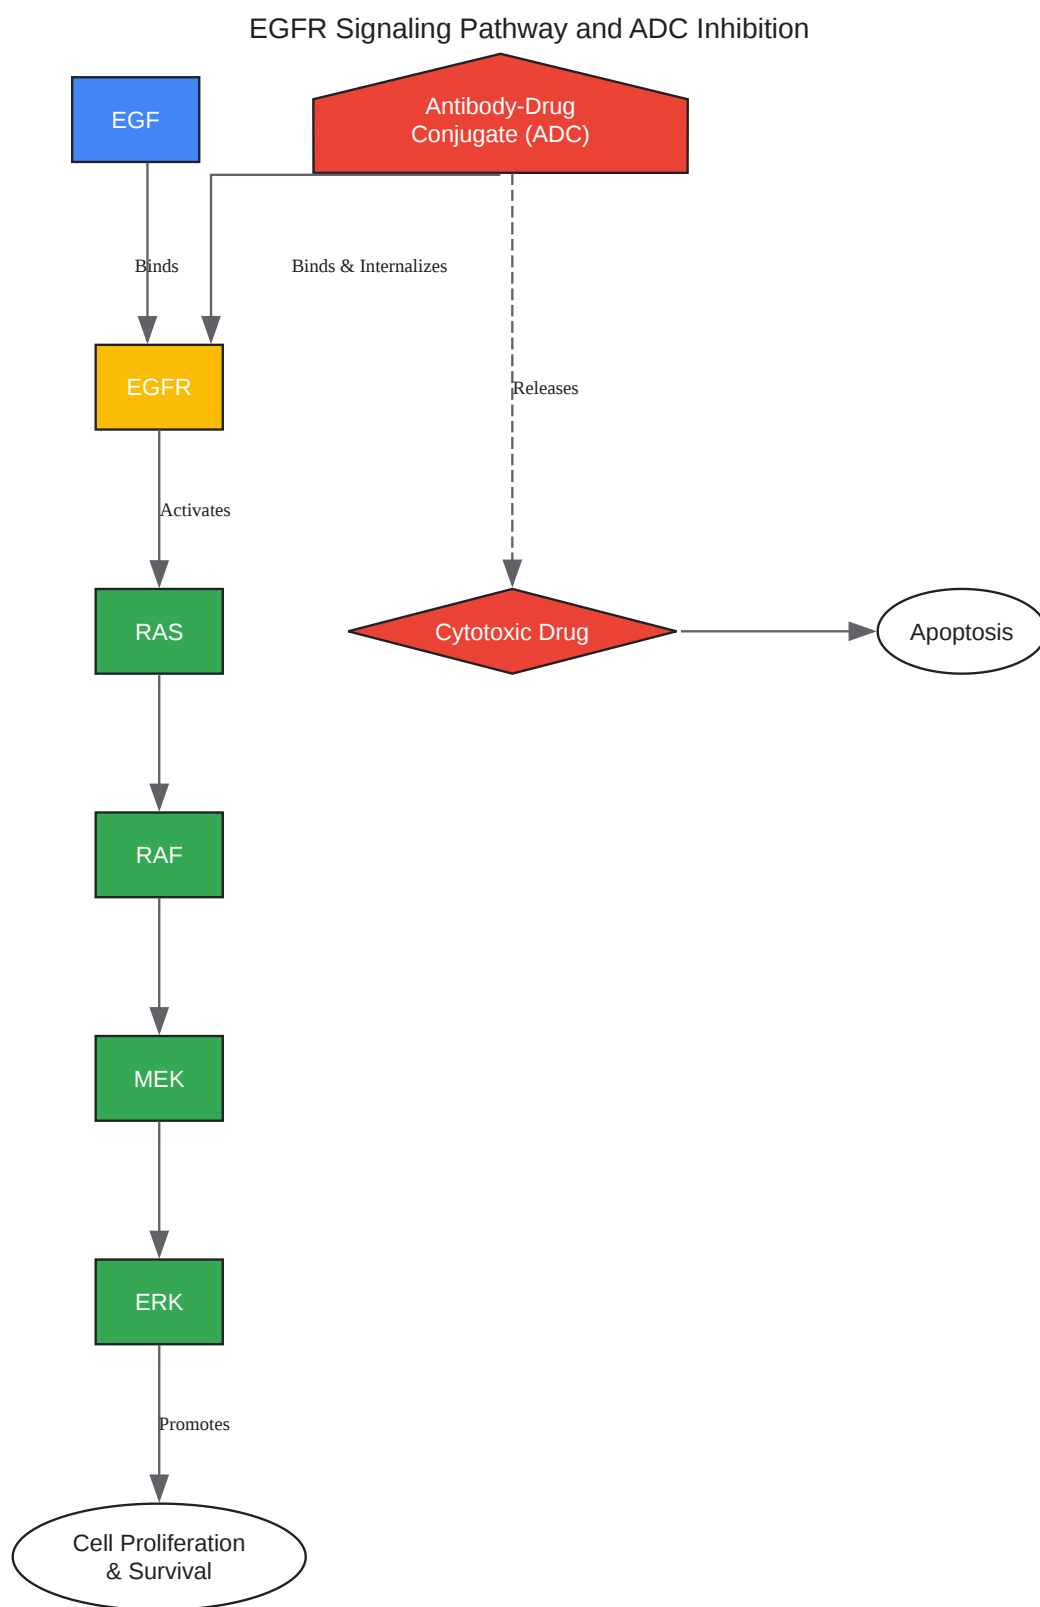 EGFR Signaling Pathway and ADC Inhibition
EGF
Antibody-Drug
Conjugate (ADC)
Binds
Binds & Internalizes
EGFR
Releases
Activates
RAS
Cytotoxic Drug
Apoptosis
RAF
MEK
ERK
Promotes
Cell Proliferation
& Survival